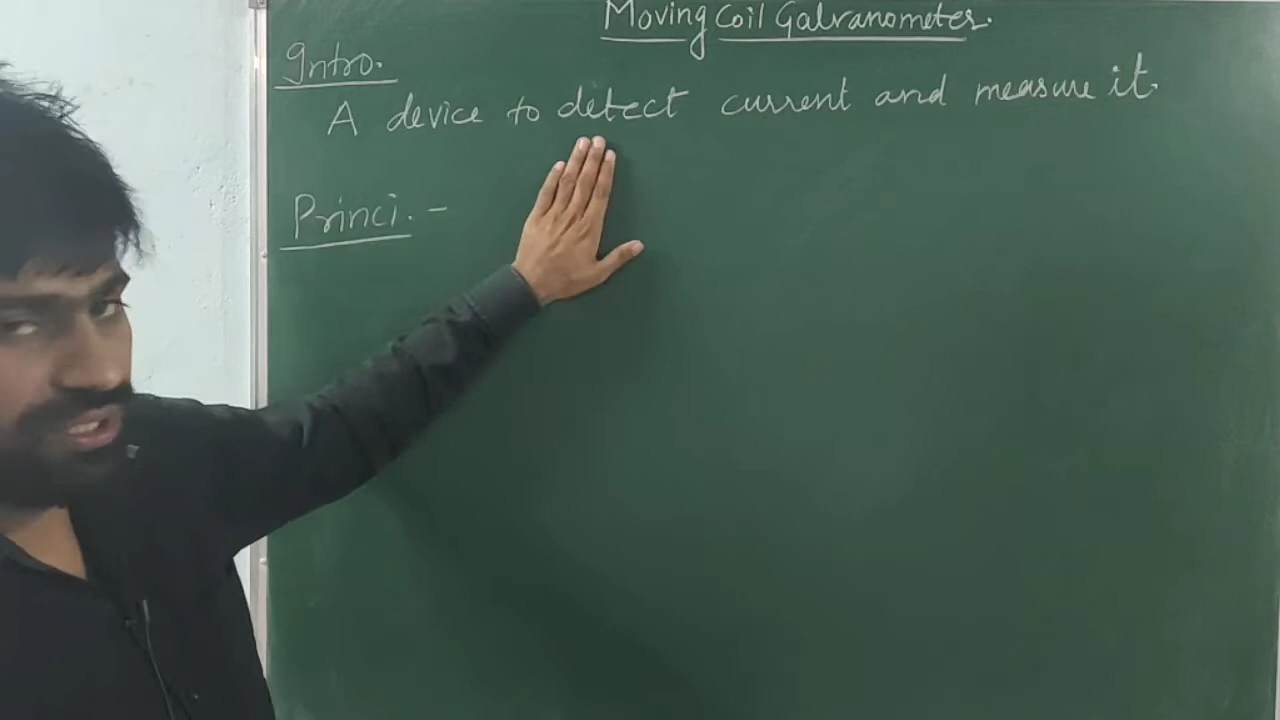 Moving Coil Galvanometer.
Intro.
A device to detect current and measure it.
Princi. -